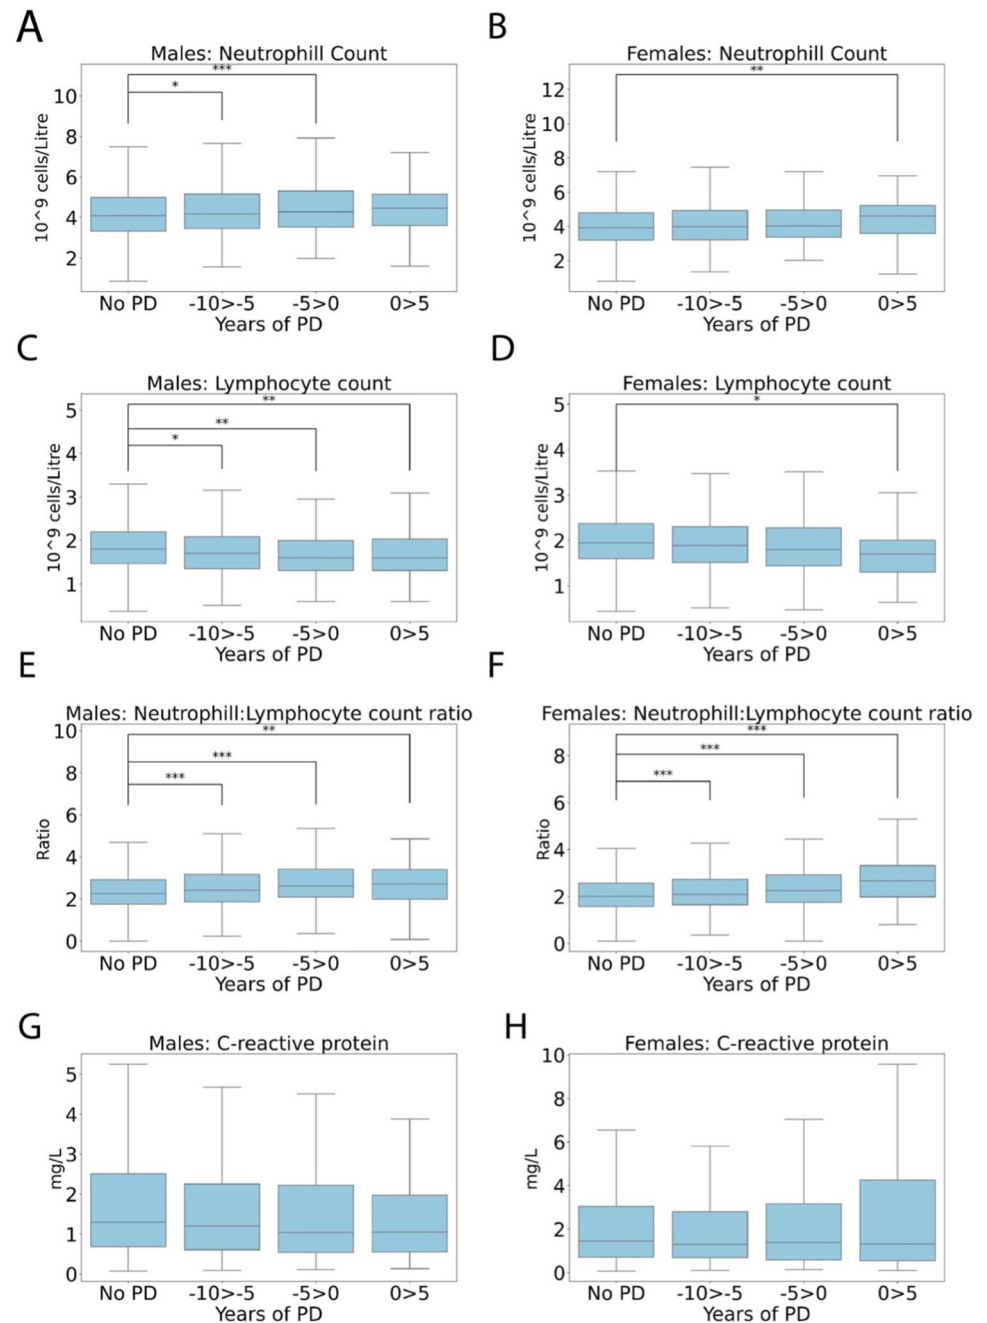 A
B
Males: Neutrophill Count
Females: Neutrophill Count
***
*
10
8
6
4
2
10^9 cells/Litre
No PD -10>-5 -5>0 0>5
Years of PD
**
12
10
8
6
4
2
10^9 cells/Litre
No PD -10>-5 -5>0 0>5
Years of PD
C
D
Males: Lymphocyte count
Females: Lymphocyte count
**
**
*
5
4
3
2
1
10^9 cells/Litre
No PD -10>-5 -5>0 0>5
Years of PD
*
5
4
3
2
1
10^9 cells/Litre
No PD -10>-5 -5>0 0>5
Years of PD
E
F
Males: Neutrophill:Lymphocyte count ratio
Females: Neutrophill:Lymphocyte count ratio
**
***
***
10
8
6
4
2
0
Ratio
No PD -10>-5 -5>0 0>5
Years of PD
***
***
***
8
6
4
2
0
Ratio
No PD -10>-5 -5>0 0>5
Years of PD
G
H
Males: C-reactive protein
Females: C-reactive protein
5
4
3
2
1
0
mg/L
No PD -10>-5 -5>0 0>5
Years of PD
10
8
6
4
2
0
mg/L
No PD -10>-5 -5>0 0>5
Years of PD